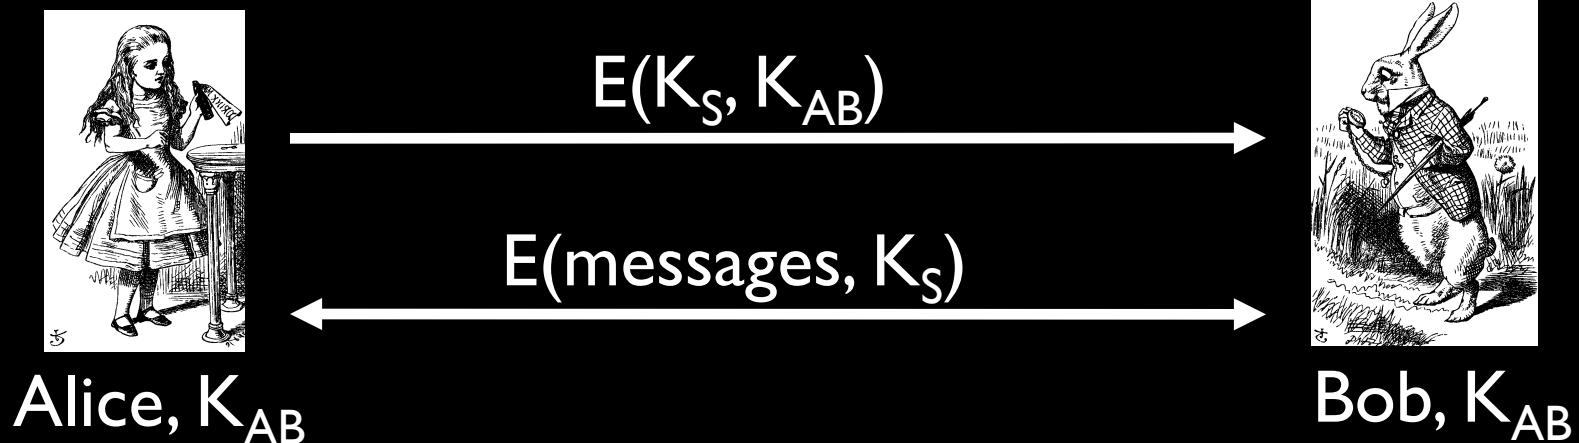 E(K_S, K_AB)
E(messages, K_S)
Alice, K_AB
Bob, K_AB